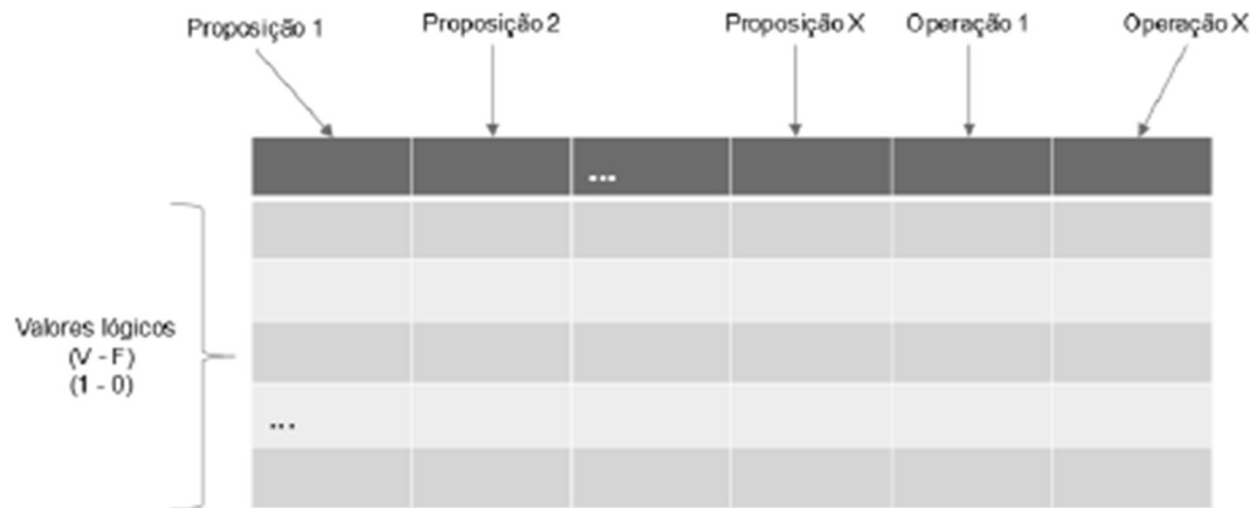 Proposição 1
Proposição 2
Proposição X
Operação 1
Operação X
...
Valores lógicos
(V - F)
(1 - 0)
...